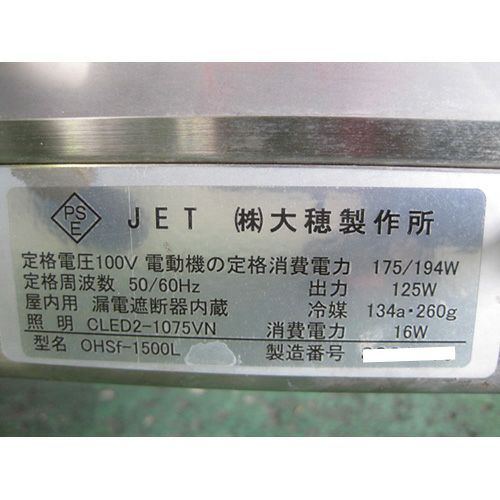 PS
E
JET ㈱大穂製作所
定格電圧100V 電動機の定格消費電力 175/194W
定格周波数 50/60Hz 出力 125W
屋内用 漏電遮断器内蔵 冷媒 134a・260g
照明 CLED2-1075VN 消費電力 16W
型名 OHSf-1500L 製造番号